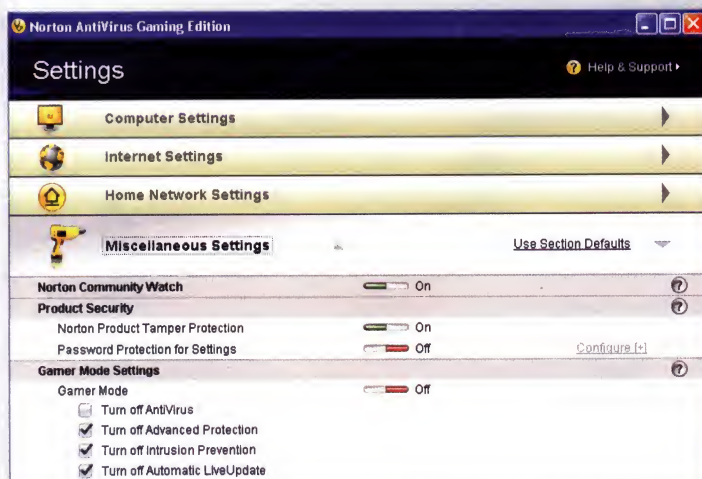 Norton AntiVirus Gaming Edition
Settings
Help & Support
Computer Settings
Internet Settings
Home Network Settings
Miscellaneous Settings
Use Section Defaults
Norton Community Watch On
Product Security
Norton Product Tamper Protection On
Password Protection for Settings Off Configure [+]
Gamer Mode Settings
Gamer Mode Off
Turn off AntiVirus
Turn off Advanced Protection
Turn off Intrusion Prevention
Turn off Automatic LiveUpdate